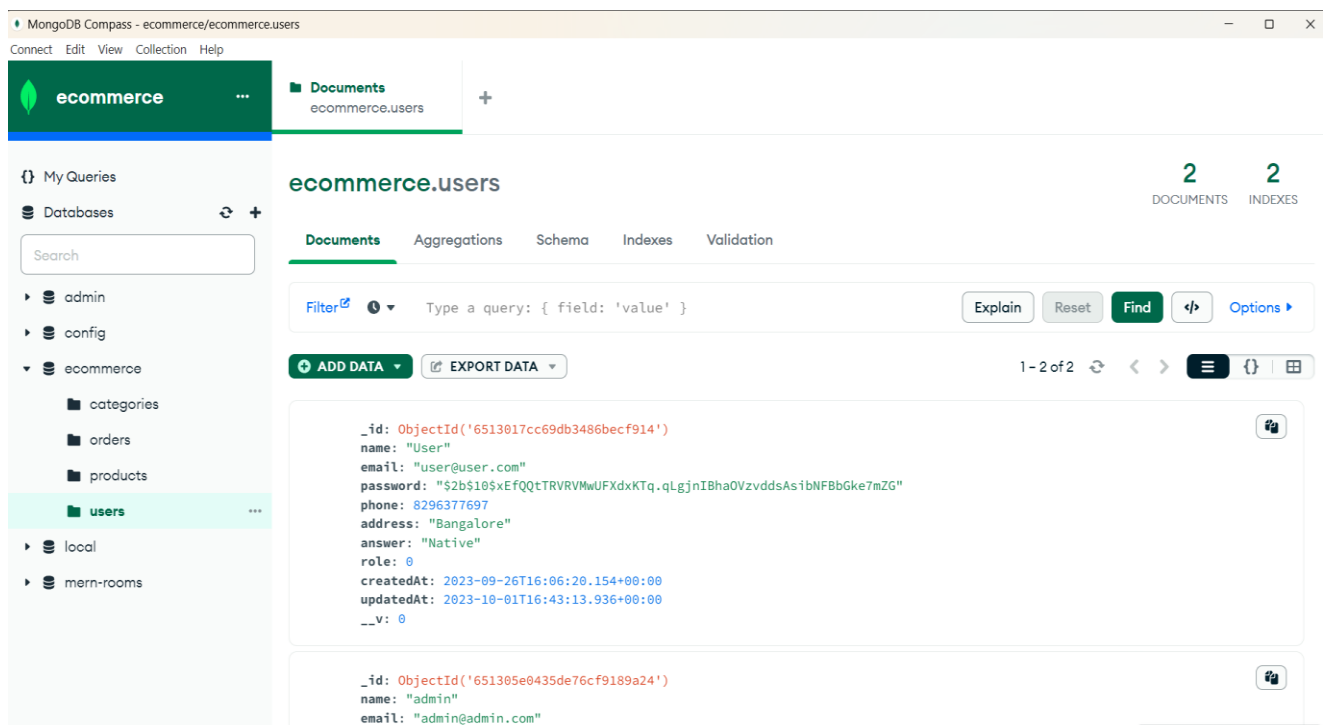 MongoDB Compass - ecommerce/ecommerce.users
Connect Edit View Collection Help
ecommerce
Documents
ecommerce.users
{} My Queries
Databases
Search
admin
config
ecommerce
categories
orders
products
users
local
mern-rooms
ecommerce.users
2
DOCUMENTS
2
INDEXES
Documents Aggregations Schema Indexes Validation
Filter Type a query: { field: 'value' } Explain Reset Find </> Options
ADD DATA EXPORT DATA 1 – 2 of 2 {}
_id: ObjectId('6513017cc69db3486becf914')
name: "User"
email: "user@user.com"
password: "$2b$10$xEfQQtTRVRVMwUFXdxKTq.qLgjnIBhaOVzvddsAsibNFBbGke7mZG"
phone: 8296377697
address: "Bangalore"
answer: "Native"
role: 0
createdAt: 2023-09-26T16:06:20.154+00:00
updatedAt: 2023-10-01T16:43:13.936+00:00
__v: 0
_id: ObjectId('651305e0435de76cf9189a24')
name: "admin"
email: "admin@admin.com"